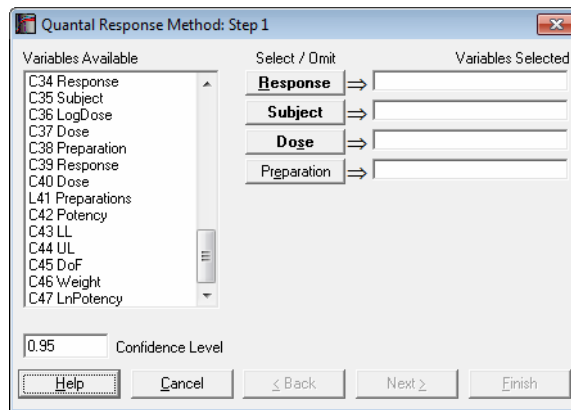 Quantal Response Method: Step 1
Variables Available
Select / Omit
Variables Selected
C34 Response
C35 Subject
C36 LogDose
C37 Dose
C38 Preparation
C39 Response
C40 Dose
L41 Preparations
C42 Potency
C43 LL
C44 UL
C45 DoF
C46 Weight
C47 LnPotency
Response
Subject
Dose
Preparation
0.95 Confidence Level
Help Cancel < Back Next > Finish